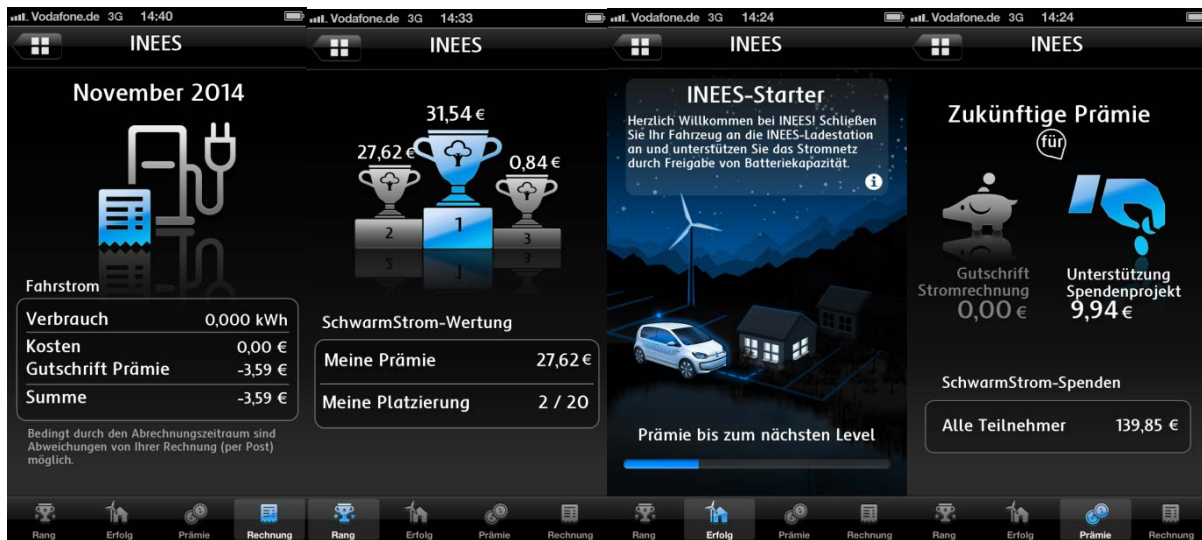 Vodafone.de 3G 14:40
INEES
November 2014
Fahrstrom
Verbrauch 0,000 kWh
Kosten 0,00 €
Gutschrift Prämie -3,59 €
Summe -3,59 €
Bedingt durch den Abrechnungszeitraum sind
Abweichungen von Ihrer Rechnung (per Post)
möglich.
Rang Erfolg Prämie Rechnung
Vodafone.de 3G 14:33
INEES
31,54 €
27,62 €
0,84 €
2 1 3
SchwarmStrom-Wertung
Meine Prämie 27,62 €
Meine Platzierung 2 / 20
Rang Erfolg Prämie Rechnung
Vodafone.de 3G 14:24
INEES
INEES-Starter
Herzlich Willkommen bei INEES! Schließen
Sie Ihr Fahrzeug an die INEES-Ladestation
an und unterstützen Sie das Stromnetz
durch Freigabe von Batteriekapazität.
Prämie bis zum nächsten Level
Rang Erfolg Prämie Rechnung
Vodafone.de 3G 14:24
INEES
Zukünftige Prämie
für
Gutschrift
Stromrechnung
0,00 €
Unterstützung
Spendenprojekt
9,94 €
SchwarmStrom-Spenden
Alle Teilnehmer 139,85 €
Rang Erfolg Prämie Rechnung